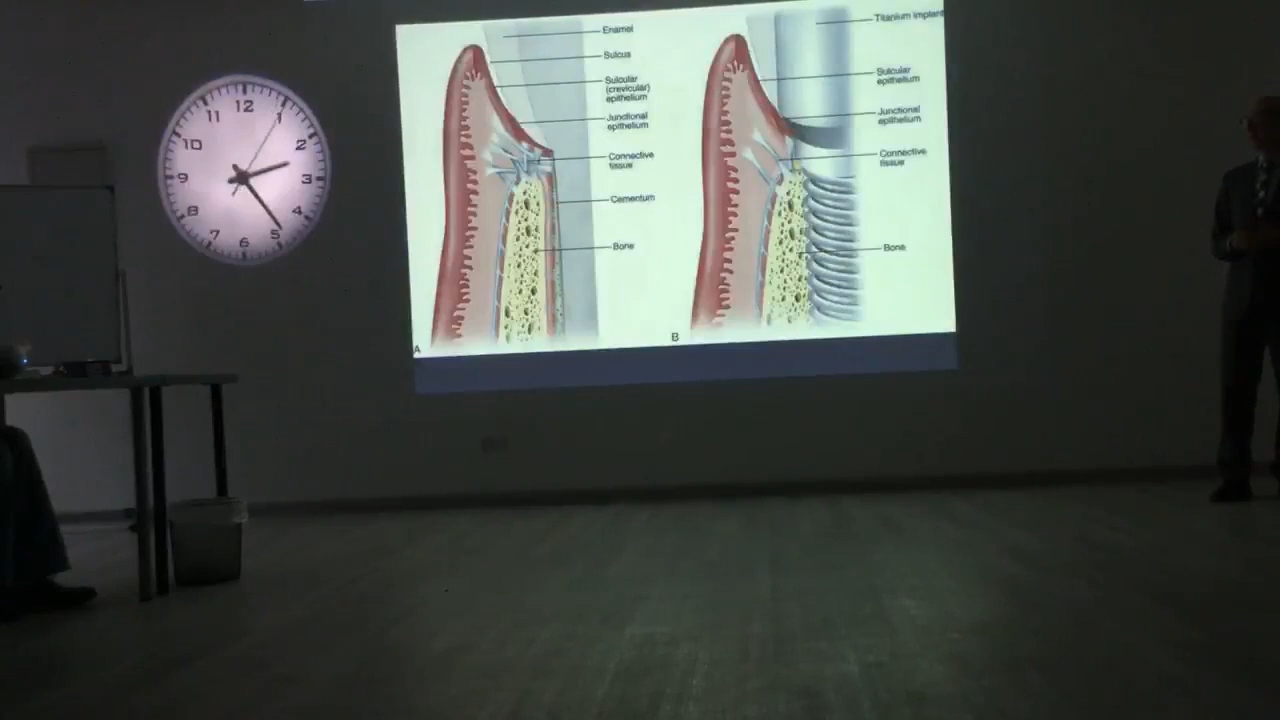 12
1
2
3
4
5
6
7
8
9
10
11
Enamel
Sulcus
Sulcular
(crevicular)
epithelium
Junctional
epithelium
Connective
tissue
Cementum
Bone
A
Titanium implant
Sulcular
epithelium
Junctional
epithelium
Connective
tissue
Bone
B